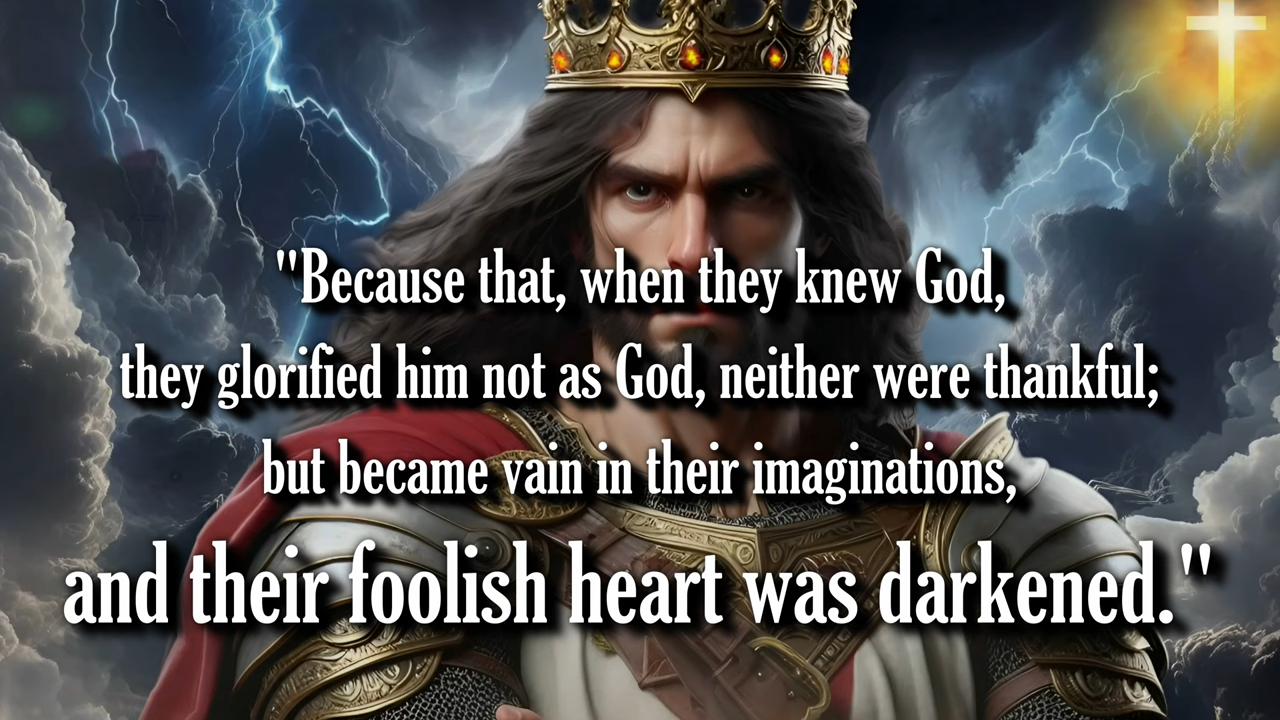 "Because that, when they knew God,
they glorified him not as God, neither were thankful;
but became vain in their imaginations,
and their foolish heart was darkened."